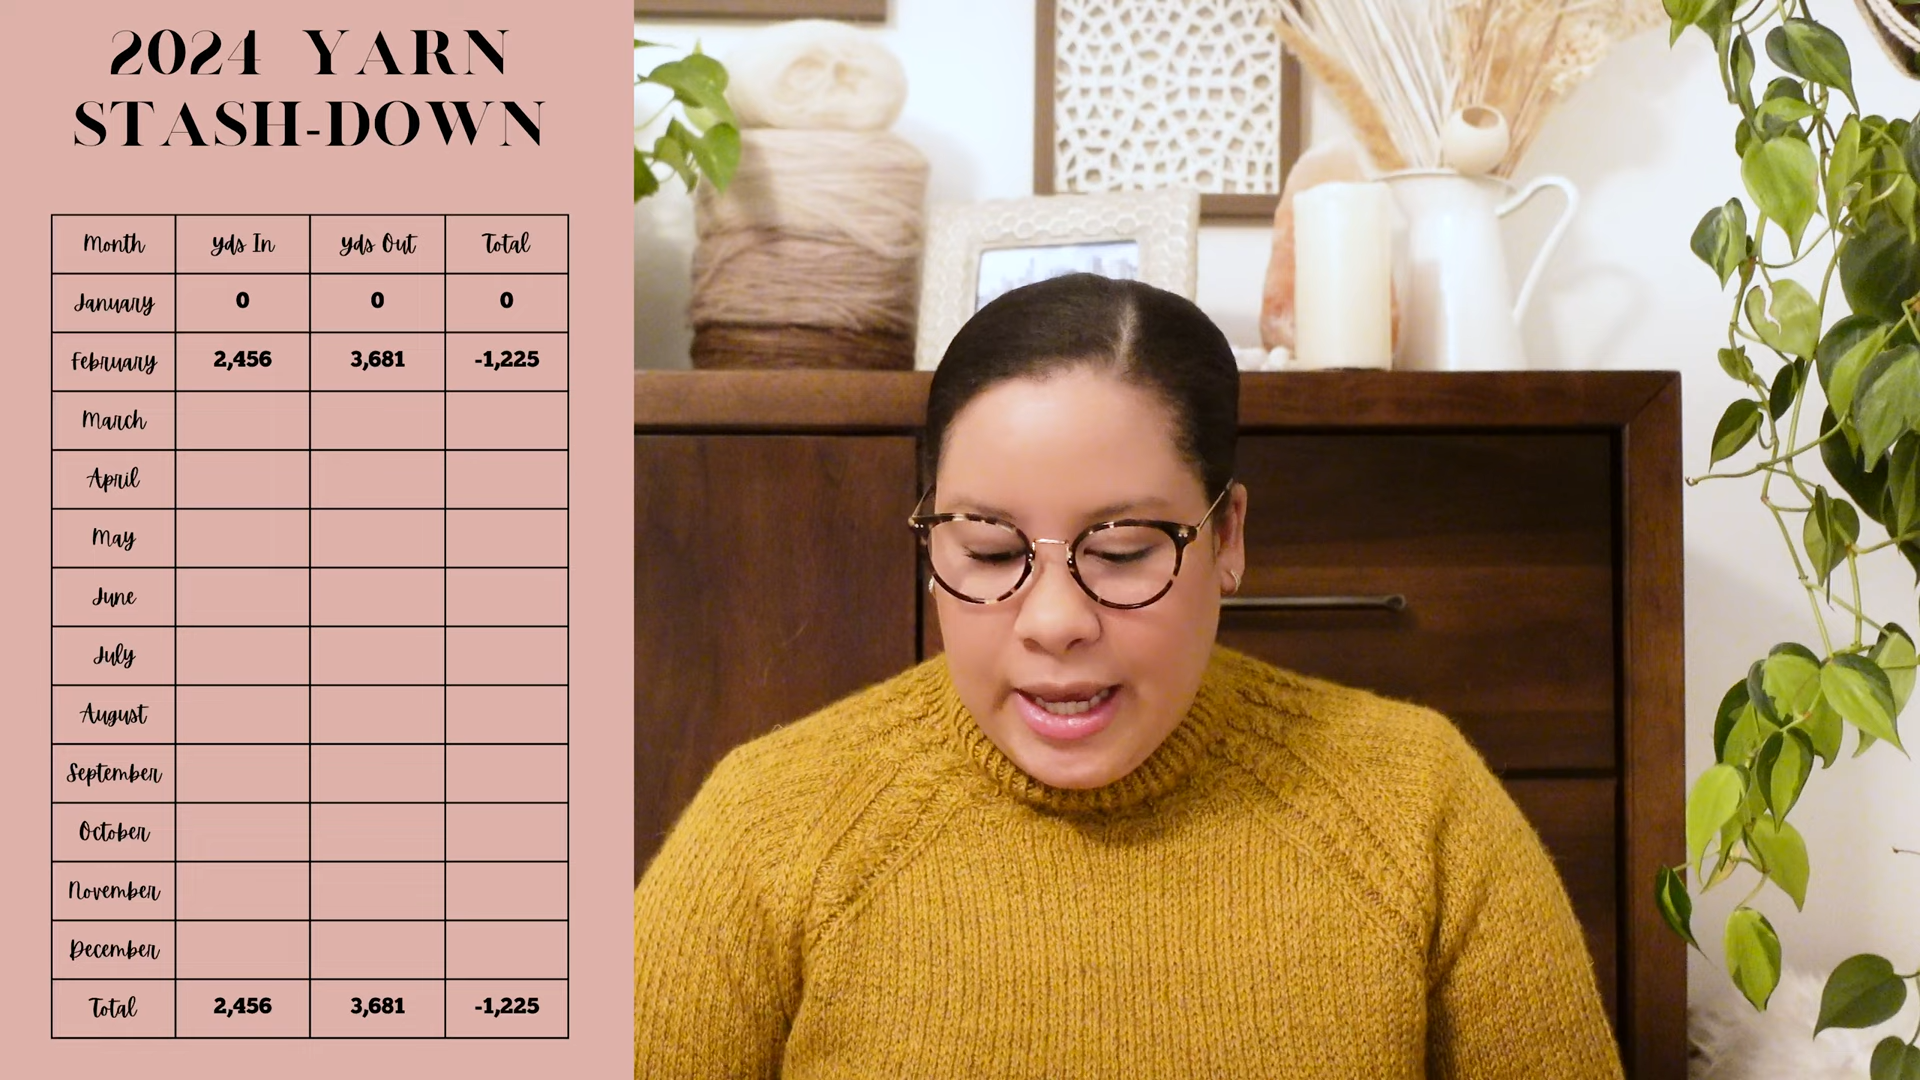 2024 YARN
STASH-DOWN
Month yds In yds Out Total
January 0 0 0
February 2,456 3,681 -1,225
March
April
May
June
July
August
September
October
November
December
Total 2,456 3,681 -1,225